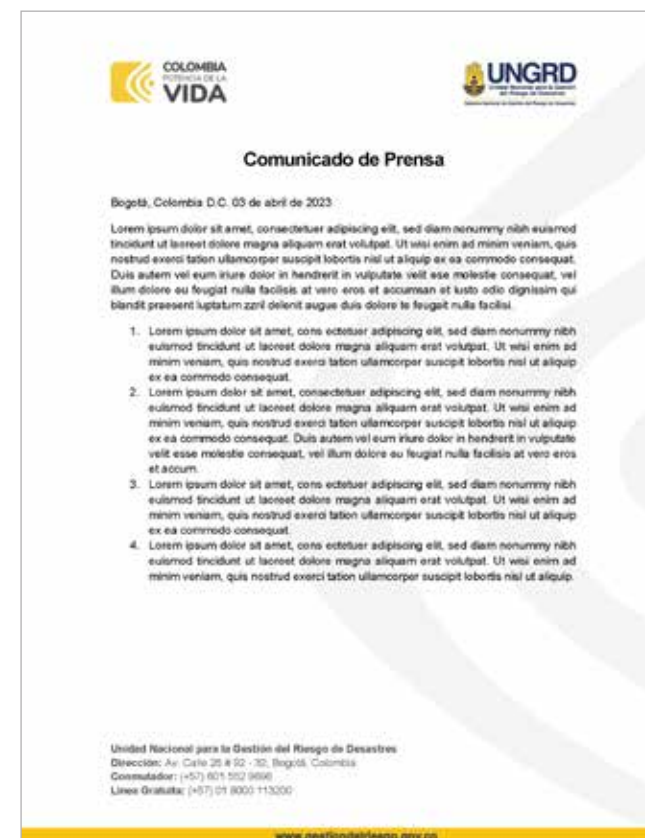 COLOMBIA
POTENCIA DE LA
VIDA
UNGRD
Unidad Nacional para la Gestión
del Riesgo de Desastres
Sistema Nacional de Gestión del Riesgo de Desastres
Comunicado de Prensa
Bogotá, Colombia D.C. 03 de abril de 2023
Lorem ipsum dolor sit amet, consectetuer adipiscing elit, sed diam nonummy nibh euismod
tincidunt ut laoreet dolore magna aliquam erat volutpat. Ut wisi enim ad minim veniam, quis
nostrud exerci tation ullamcorper suscipit lobortis nisl ut aliquip ex ea commodo consequat.
Duis autem vel eum iriure dolor in hendrerit in vulputate velit esse molestie consequat, vel
illum dolore eu feugiat nulla facilisis at vero eros et accumsan et iusto odio dignissim qui
blandit praesent luptatum zzril delenit augue duis dolore te feugait nulla facilisi.
1. Lorem ipsum dolor sit amet, cons ectetuer adipiscing elit, sed diam nonummy nibh
euismod tincidunt ut laoreet dolore magna aliquam erat volutpat. Ut wisi enim ad
minim veniam, quis nostrud exerci tation ullamcorper suscipit lobortis nisl ut aliquip
ex ea commodo consequat.
2. Lorem ipsum dolor sit amet, consectetuer adipiscing elit, sed diam nonummy nibh
euismod tincidunt ut laoreet dolore magna aliquam erat volutpat. Ut wisi enim ad
minim veniam, quis nostrud exerci tation ullamcorper suscipit lobortis nisl ut aliquip
ex ea commodo consequat. Duis autem vel eum iriure dolor in hendrerit in vulputate
velit esse molestie consequat, vel illum dolore eu feugiat nulla facilisis at vero eros
et accum.
3. Lorem ipsum dolor sit amet, cons ectetuer adipiscing elit, sed diam nonummy nibh
euismod tincidunt ut laoreet dolore magna aliquam erat volutpat. Ut wisi enim ad
minim veniam, quis nostrud exerci tation ullamcorper suscipit lobortis nisl ut aliquip
ex ea commodo consequat.
4. Lorem ipsum dolor sit amet, cons ectetuer adipiscing elit, sed diam nonummy nibh
euismod tincidunt ut laoreet dolore magna aliquam erat volutpat. Ut wisi enim ad
minim veniam, quis nostrud exerci tation ullamcorper suscipit lobortis nisl ut aliquip.
Unidad Nacional para la Gestión del Riesgo de Desastres
Dirección: Av. Calle 26 # 92 - 32, Bogotá, Colombia
Conmutador: (+57) 601 552 9696
Línea Gratuita: (+57) 01 8000 113200
www.gestiondelriesgo.gov.co